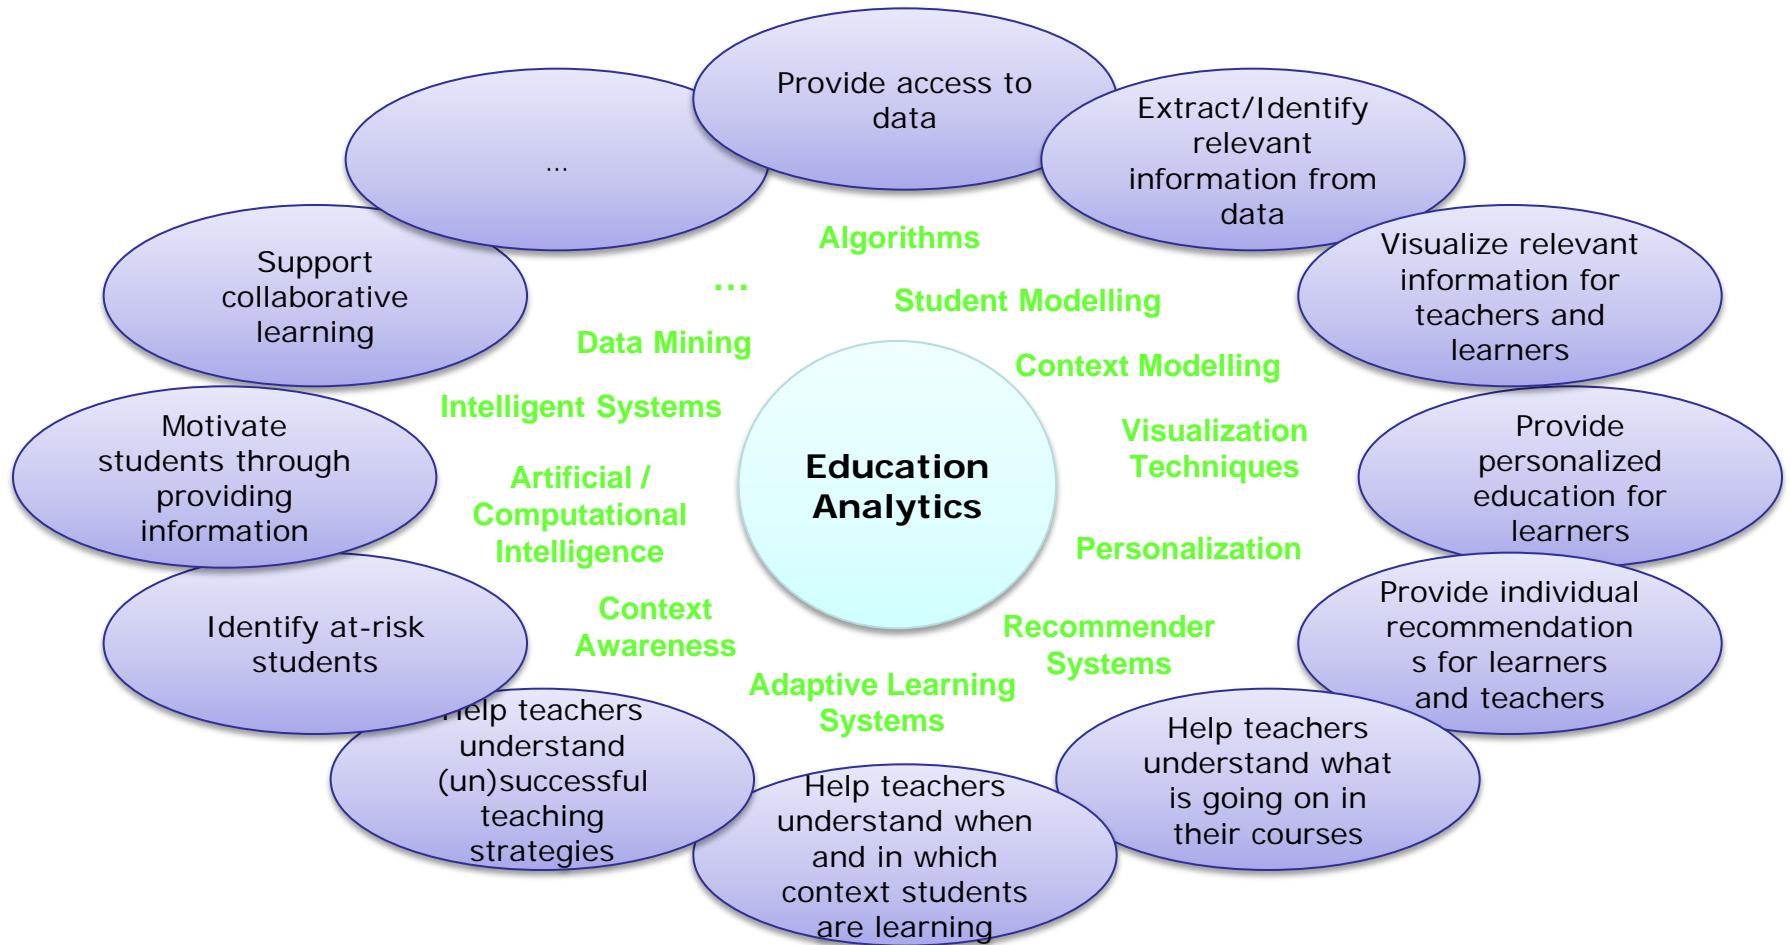 Provide access to
data
Extract/Identify
relevant
information from
data
Visualize relevant
information for
teachers and
learners
Provide
personalized
education for
learners
Provide individual
recommendation
s for learners
and teachers
Help teachers
understand what
is going on in
their courses
Help teachers
understand when
and in which
context students
are learning
Help teachers
understand
(un)successful
teaching
strategies
Identify at-risk
students
Motivate
students through
providing
information
Support
collaborative
learning
...
Algorithms
Student Modelling
Context Modelling
Visualization
Techniques
Personalization
Recommender
Systems
Adaptive Learning
Systems
Context
Awareness
Artificial /
Computational
Intelligence
Intelligent Systems
Data Mining
...
Education
Analytics